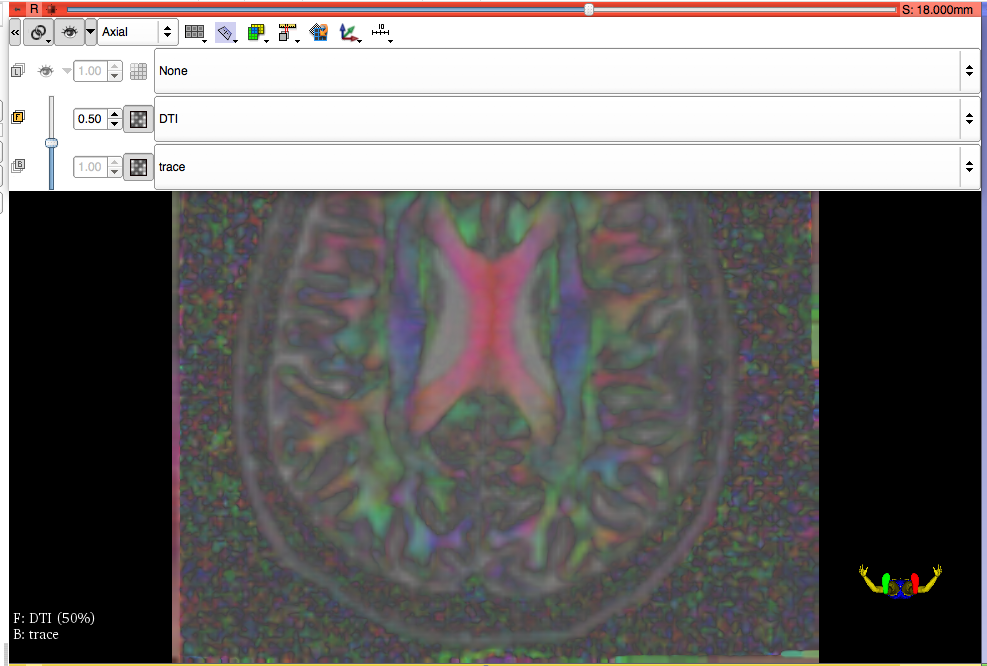 R
S: 18.000mm
Axial
L
1.00
None
F
0.50
DTI
B
1.00
trace
F: DTI (50%)
B: trace